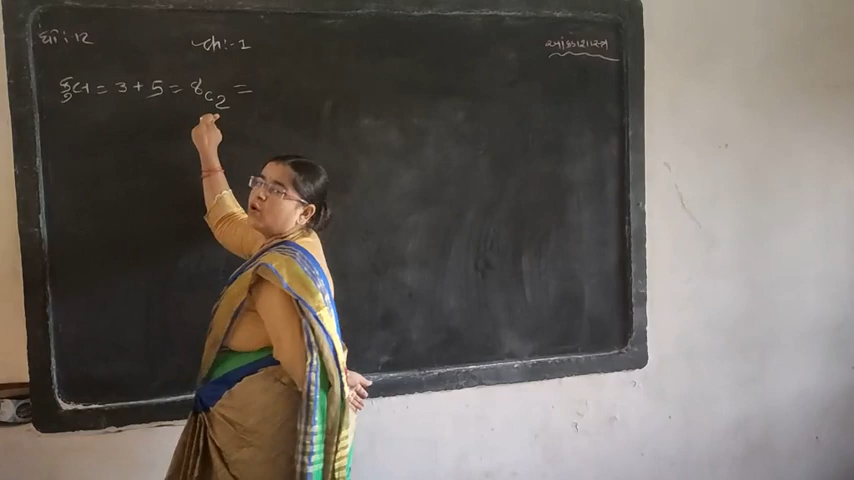 ધો:-12
પ્ર:-1
આંકડાશાસ્ત્ર
કુલ = 3 + 5 = 8c2 =